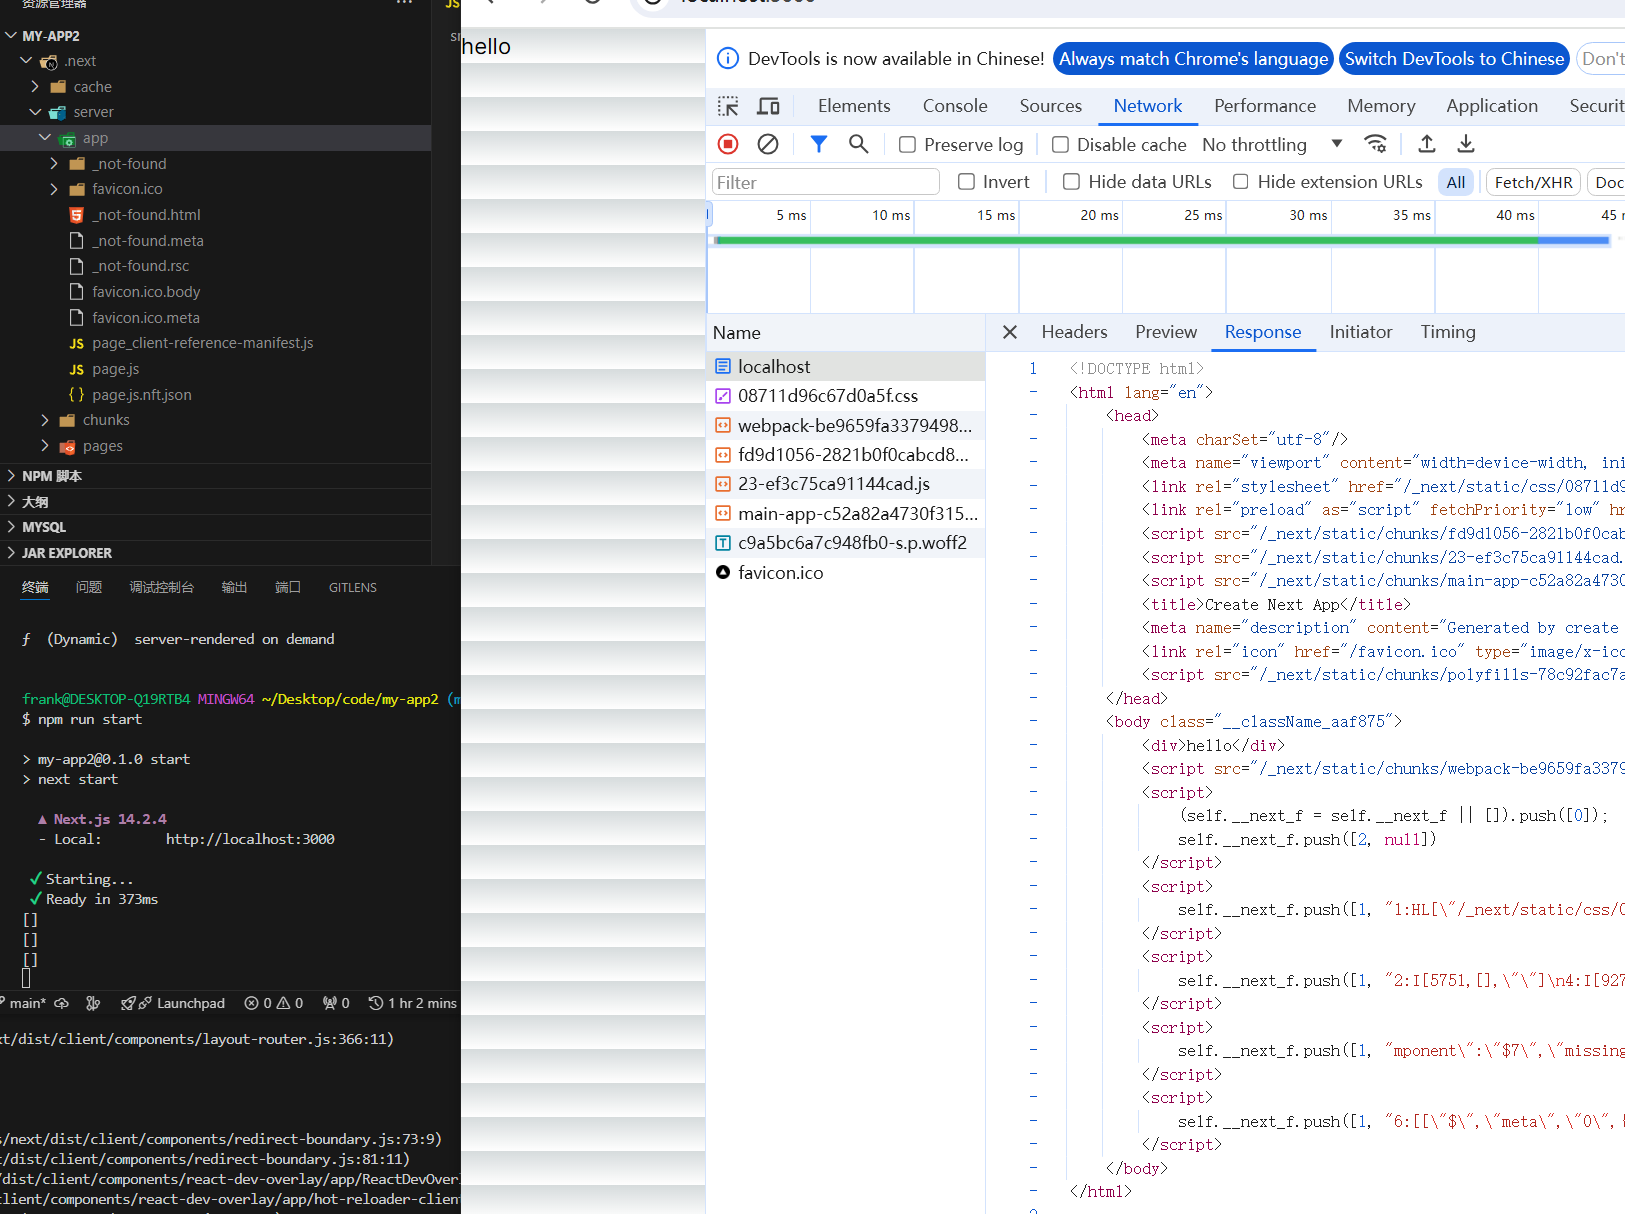 资源管理器
MY-APP2
.next
cache
server
app
_not-found
favicon.ico
_not-found.html
_not-found.meta
_not-found.rsc
favicon.ico.body
favicon.ico.meta
JS page_client-reference-manifest.js
JS page.js
{ } page.js.nft.json
chunks
pages
NPM 脚本
大纲
MYSQL
JAR EXPLORER
终端 问题 调试控制台 输出 端口 GITLENS
ƒ (Dynamic) server-rendered on demand
frank@DESKTOP-Q19RTB4 MINGW64 ~/Desktop/code/my-app2 (m
$ npm run start
> my-app2@0.1.0 start
> next start
▲ Next.js 14.2.4
- Local: http://localhost:3000
✓ Starting...
✓ Ready in 373ms
[]
[]
[]
main* Launchpad 0 0 0 1 hr 2 mins
xt/dist/client/components/layout-router.js:366:11)
s/next/dist/client/components/redirect-boundary.js:73:9)
t/dist/client/components/redirect-boundary.js:81:11)
/dist/client/components/react-dev-overlay/app/ReactDevOverl
client/components/react-dev-overlay/app/hot-reloader-client
JS
hello
DevTools is now available in Chinese! Always match Chrome's language Switch DevTools to Chinese Don't
Elements Console Sources Network Performance Memory Application Securit
Preserve log Disable cache No throttling
Filter Invert Hide data URLs Hide extension URLs All Fetch/XHR Doc
5 ms 10 ms 15 ms 20 ms 25 ms 30 ms 35 ms 40 ms 45
Name
localhost
08711d96c67d0a5f.css
webpack-be9659fa3379498...
fd9d1056-2821b0f0cabcd8...
23-ef3c75ca91144cad.js
main-app-c52a82a4730f315...
c9a5bc6a7c948fb0-s.p.woff2
favicon.ico
Headers Preview Response Initiator Timing
1 <!DOCTYPE html>
- <html lang="en">
- <head>
- <meta charSet="utf-8"/>
- <meta name="viewport" content="width=device-width, ini
- <link rel="stylesheet" href="/_next/static/css/08711d9
- <link rel="preload" as="script" fetchPriority="low" hr
- <script src="/_next/static/chunks/fd9d1056-2821b0f0cab
- <script src="/_next/static/chunks/23-ef3c75ca91144cad.
- <script src="/_next/static/chunks/main-app-c52a82a4730
- <title>Create Next App</title>
- <meta name="description" content="Generated by create
- <link rel="icon" href="/favicon.ico" type="image/x-ico
- <script src="/_next/static/chunks/polyfills-78c92fac7a
- </head>
- <body class="__className_aaf875">
- <div>hello</div>
- <script src="/_next/static/chunks/webpack-be9659fa3379
- <script>
- (self.__next_f = self.__next_f || []).push([0]);
- self.__next_f.push([2, null])
- </script>
- <script>
- self.__next_f.push([1, "1:HL[\"/_next/static/css/0
- </script>
- <script>
- self.__next_f.push([1, "2:I[5751,[],\"\"]\n4:I[927
- </script>
- <script>
- self.__next_f.push([1, "mponent\":\"$7\",\"missing
- </script>
- <script>
- self.__next_f.push([1, "6:[[\"$\",\"meta\",\"0\",{
- </script>
- </body>
- </html>